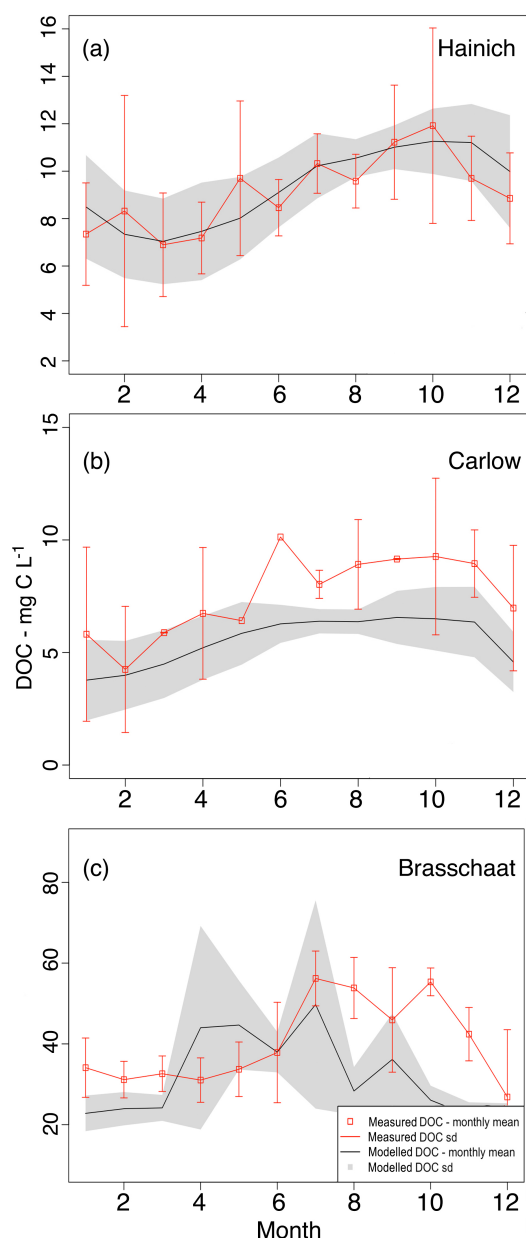 (a) Hainich
16
14
12
10
8
6
4
2
2 4 6 8 10 12
(b) Carlow
15
10
5
0
2 4 6 8 10 12
DOC - mg C L-1
(c) Brasschaat
80
60
40
20
Measured DOC - monthly mean
Measured DOC sd
Modelled DOC - monthly mean
Modelled DOC sd
2 4 6 8 10 12
Month